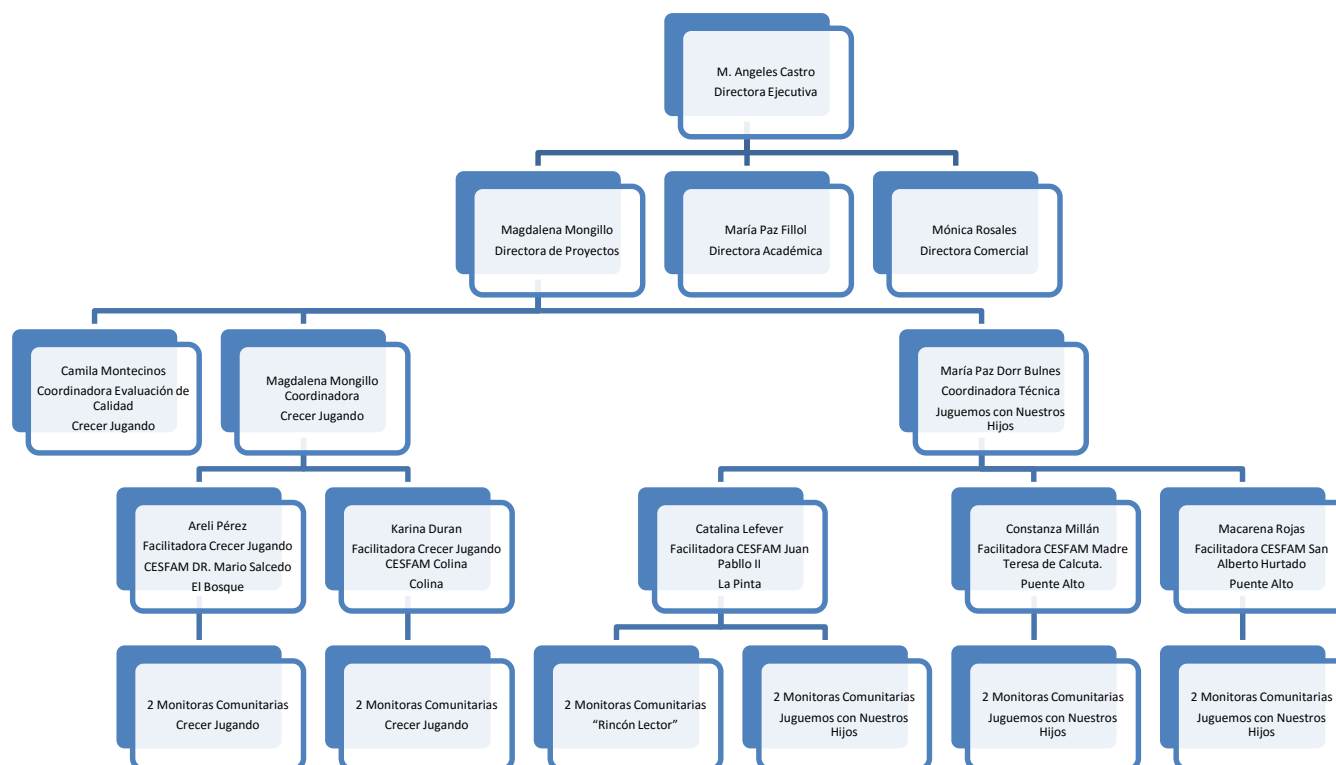 M. Angeles Castro
Directora Ejecutiva
Magdalena Mongillo
Directora de Proyectos
María Paz Fillol
Directora Académica
Mónica Rosales
Directora Comercial
Camila Montecinos
Coordinadora Evaluación de
Calidad
Crecer Jugando
Magdalena Mongillo
Coordinadora
Crecer Jugando
María Paz Dorr Bulnes
Coordinadora Técnica
Juguemos con Nuestros
Hijos
Areli Pérez
Facilitadora Crecer Jugando
CESFAM DR. Mario Salcedo
El Bosque
Karina Duran
Facilitadora Crecer Jugando
CESFAM Colina
Colina
Catalina Lefever
Facilitadora CESFAM Juan
Pabllo II
La Pinta
Constanza Millán
Facilitadora CESFAM Madre
Teresa de Calcuta.
Puente Alto
Macarena Rojas
Facilitadora CESFAM San
Alberto Hurtado
Puente Alto
2 Monitoras Comunitarias
Crecer Jugando
2 Monitoras Comunitarias
Crecer Jugando
2 Monitoras Comunitarias
“Rincón Lector”
2 Monitoras Comunitarias
Juguemos con Nuestros
Hijos
2 Monitoras Comunitarias
Juguemos con Nuestros
Hijos
2 Monitoras Comunitarias
Juguemos con Nuestros
Hijos